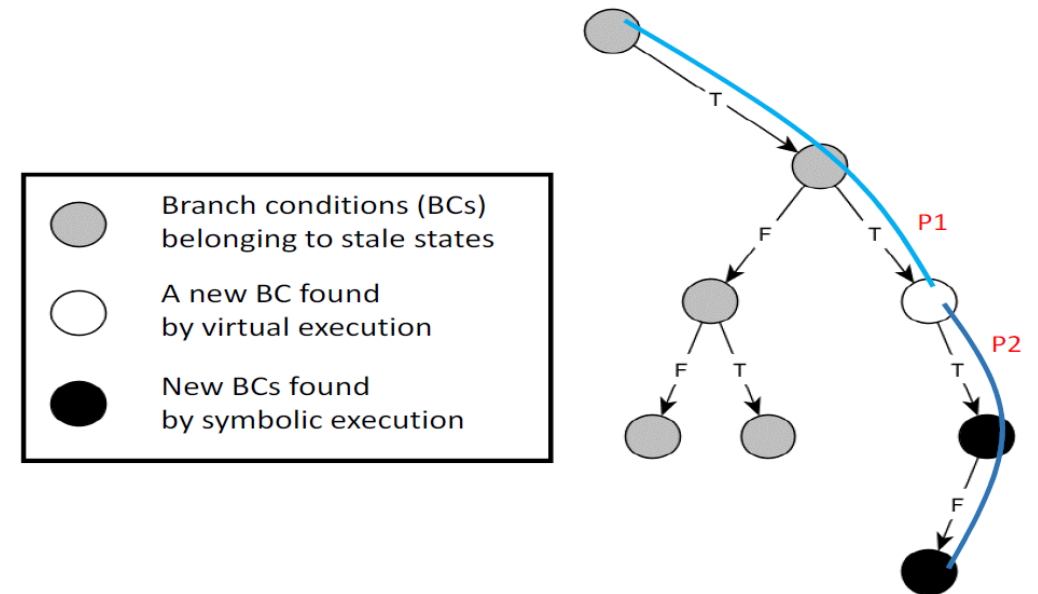 Branch conditions (BCs)
belonging to stale states
A new BC found
by virtual execution
New BCs found
by symbolic execution
T
P1
F
T
P2
F
T
T
F